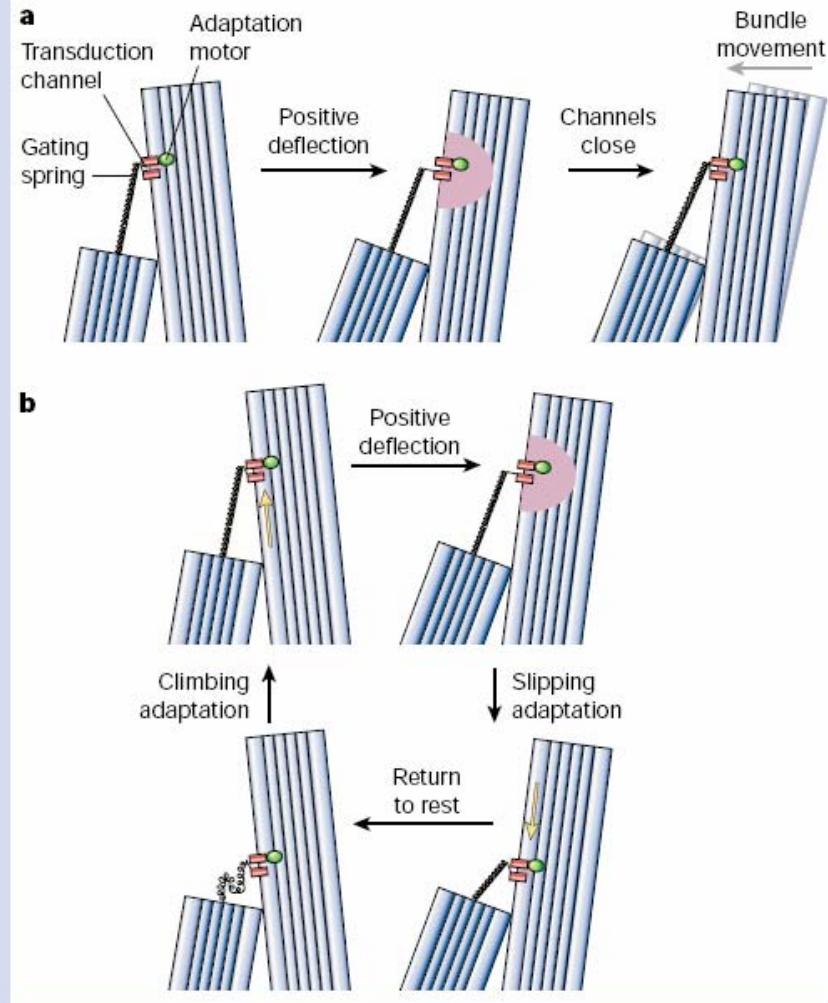 a
Adaptation
motor
Transduction
channel
Gating
spring
Positive
deflection
Channels
close
Bundle
movement
b
Positive
deflection
Climbing
adaptation
Slipping
adaptation
Return
to rest